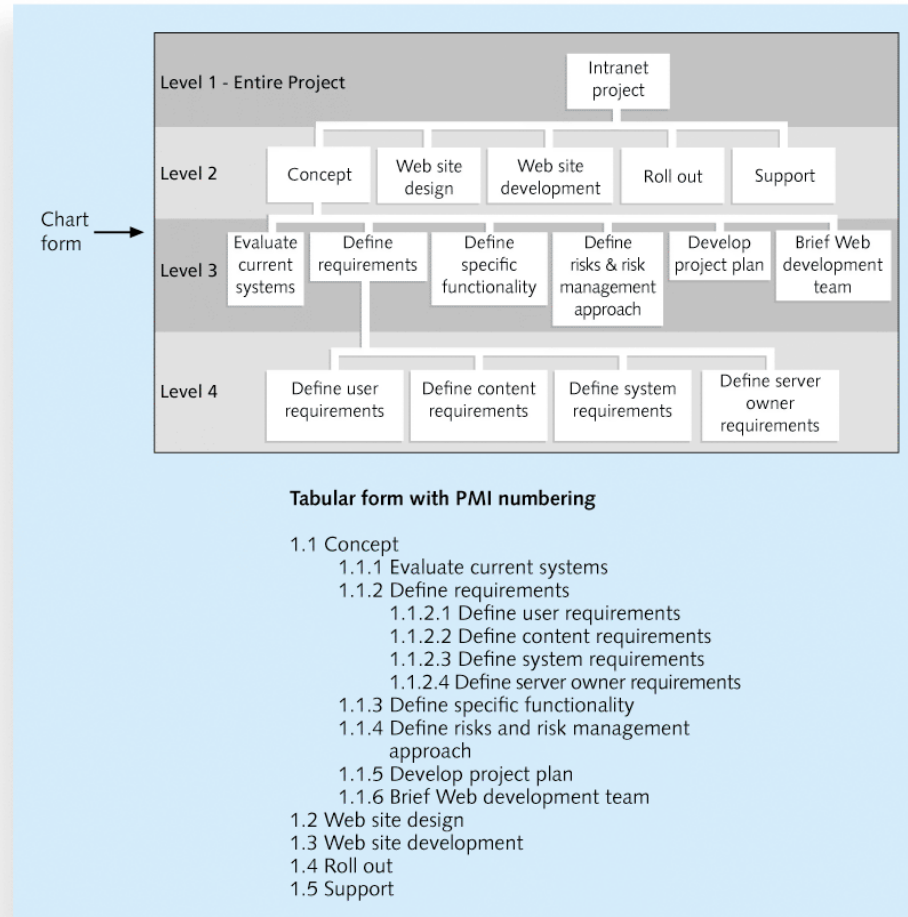 Level 1 - Entire Project
Intranet
project
Level 2
Concept
Web site
design
Web site
development
Roll out
Support
Chart
form
Level 3
Evaluate
current
systems
Define
requirements
Define
specific
functionality
Define
risks & risk
management
approach
Develop
project plan
Brief Web
development
team
Level 4
Define user
requirements
Define content
requirements
Define system
requirements
Define server
owner
requirements
Tabular form with PMI numbering
1.1 Concept
1.1.1 Evaluate current systems
1.1.2 Define requirements
1.1.2.1 Define user requirements
1.1.2.2 Define content requirements
1.1.2.3 Define system requirements
1.1.2.4 Define server owner requirements
1.1.3 Define specific functionality
1.1.4 Define risks and risk management
approach
1.1.5 Develop project plan
1.1.6 Brief Web development team
1.2 Web site design
1.3 Web site development
1.4 Roll out
1.5 Support